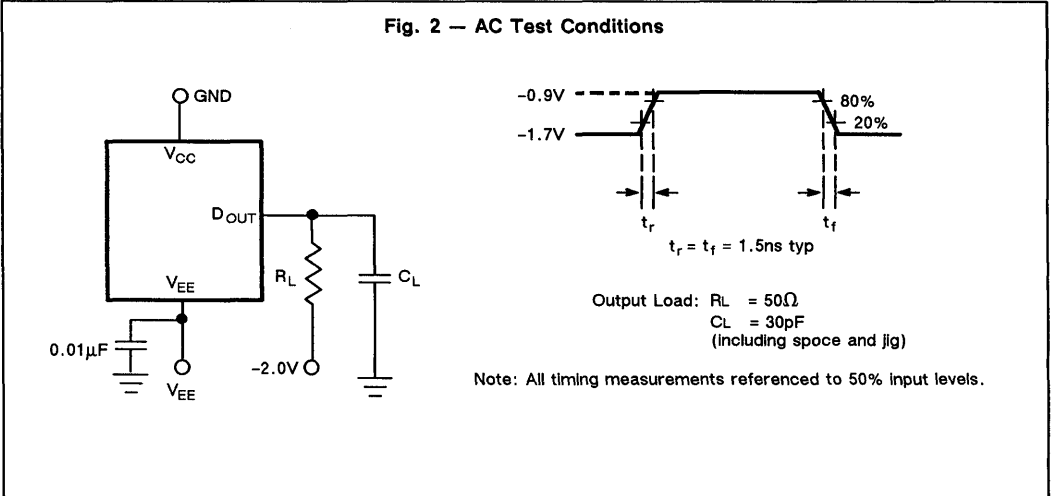 Fig. 2 — AC Test Conditions
GND
VCC
DOUT
VEE
RL
CL
0.01μF
VEE
-2.0V
-0.9V
80%
-1.7V
20%
tr
tf
tr = tf = 1.5ns typ
Output Load: RL = 50Ω
CL = 30pF
(including spoce and jig)
Note: All timing measurements referenced to 50% input levels.